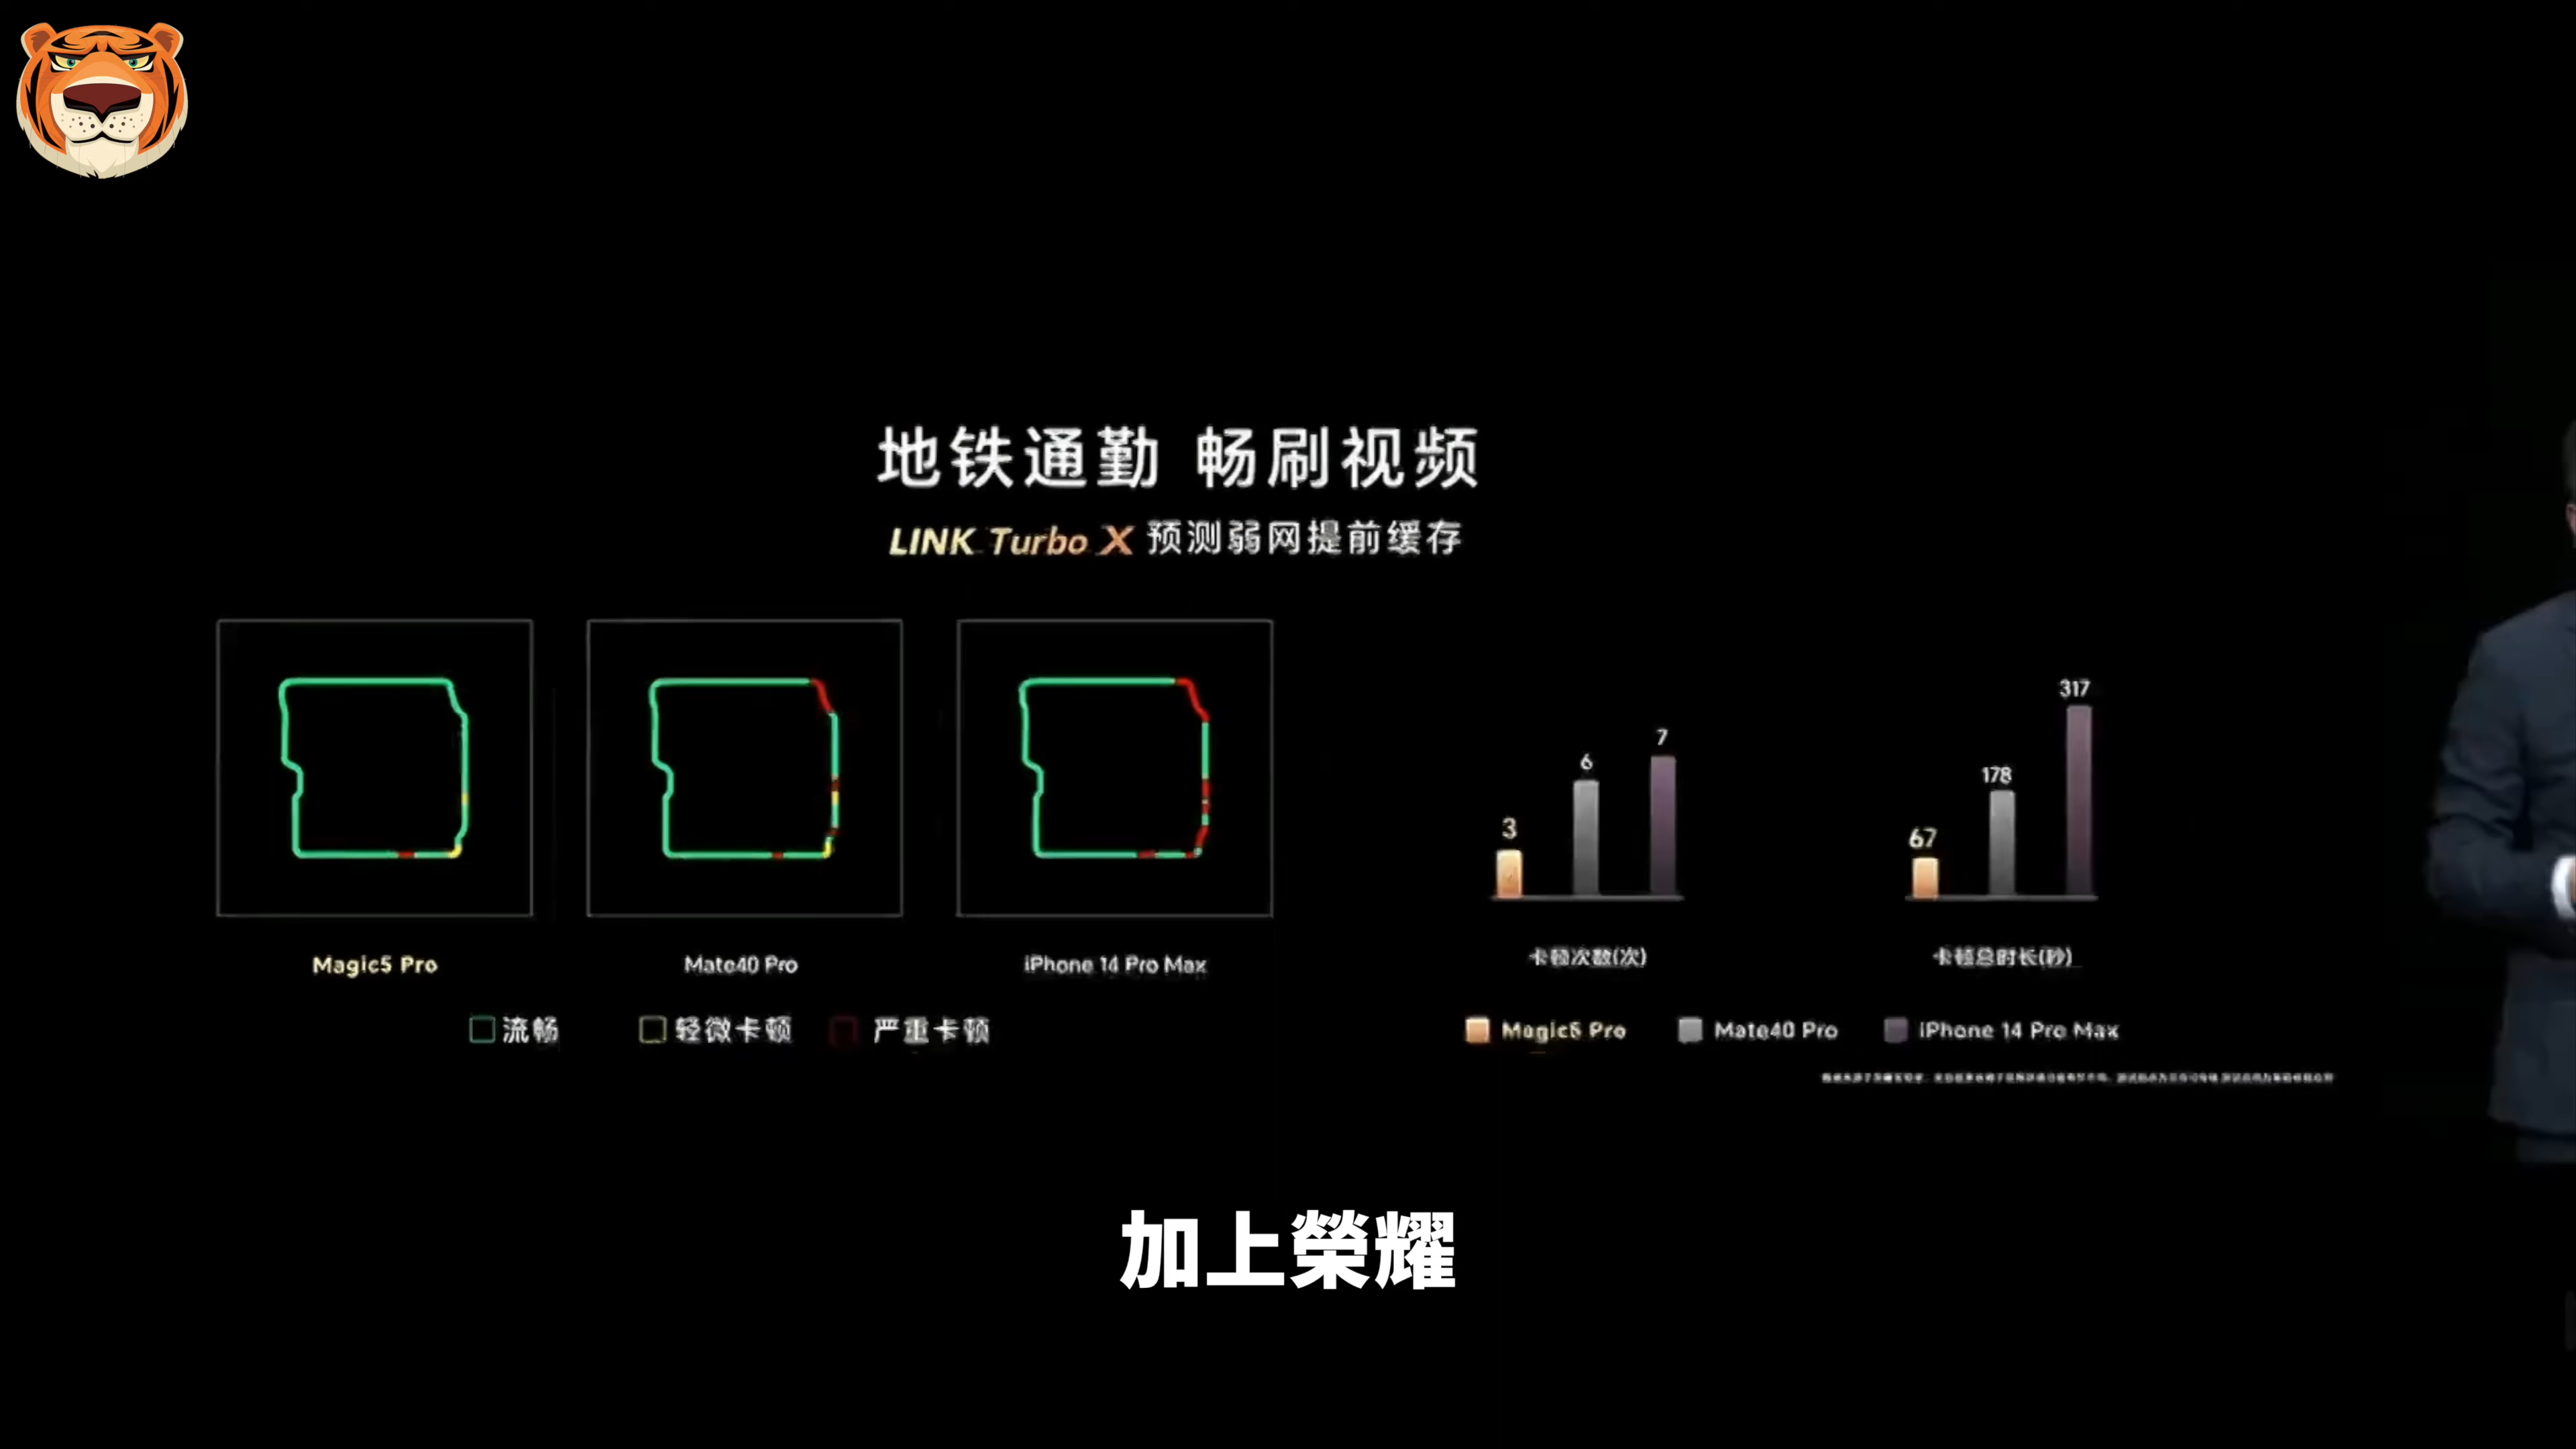 地铁通勤 畅刷视频
LINK Turbo X 预测弱网提前缓存
317
7
6
178
3
67
Magic5 Pro
Mate40 Pro
iPhone 14 Pro Max
卡顿次数(次)
卡顿总时长(秒)
流畅
轻微卡顿
严重卡顿
Magic5 Pro
Mate40 Pro
iPhone 14 Pro Max
加上榮耀